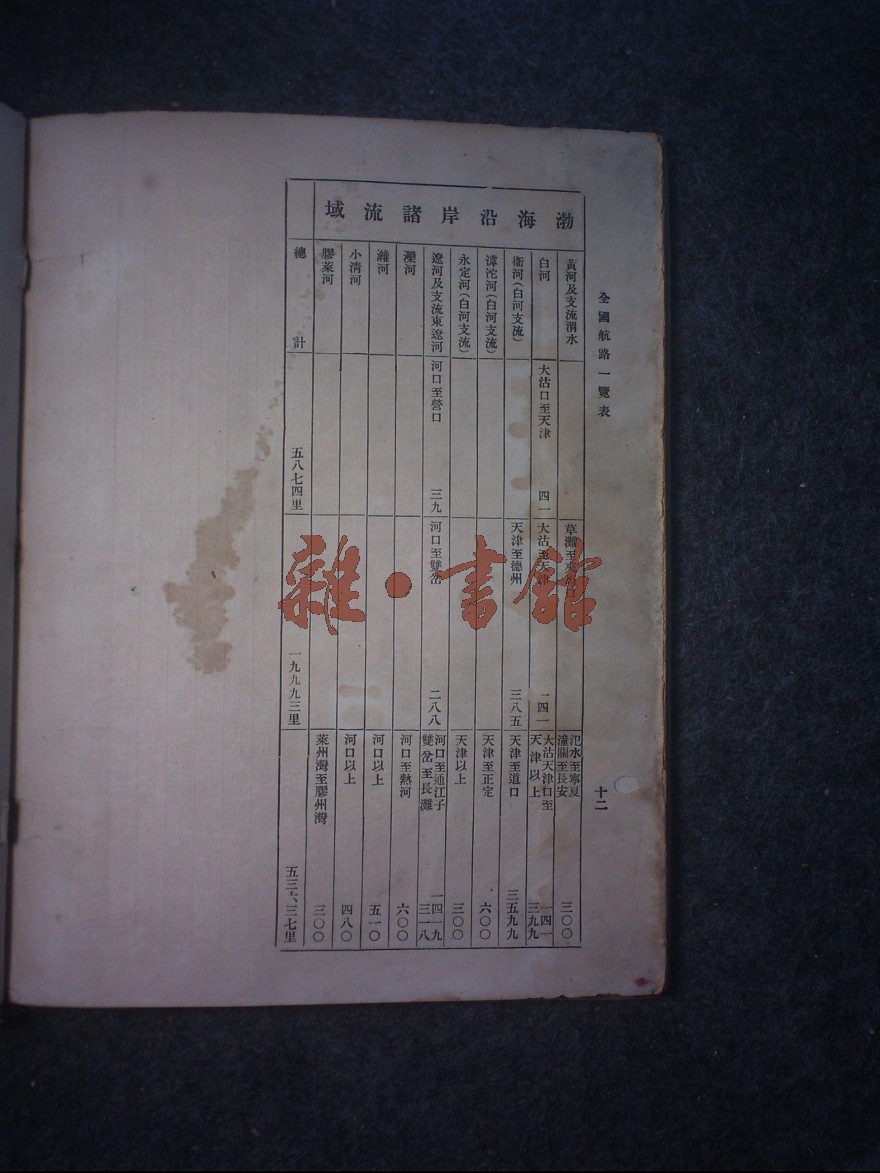 全國航路一覽表
十二
渤海沿岸諸流域
黃河及支流渭水
草灘至
汜水至寧夏
潼關至長安
三〇〇
白河
大沽口至天津 四一
大沽至天津 一四一
大沽天津口至 一四一
天津以上 三九九
衞河(白河支流)
天津至德州 三八五
天津至道口 三五九九
滹沱河(白河支流)
天津至正定 六〇〇
永定河(白河支流)
天津以上 三〇〇
遼河及支流東遼河
河口至營口 三九
河口至雙岔 二八八
河口至通江子 一四一九
雙岔至長灘 三一八
灤河
河口至熱河 六〇〇
濰河
河口以上 五一〇
小清河
河口以上 四八〇
膠萊河
萊州灣至膠州灣 三〇〇
總計
五八七四里
一九九九三里
五三六三七里
雜·書館